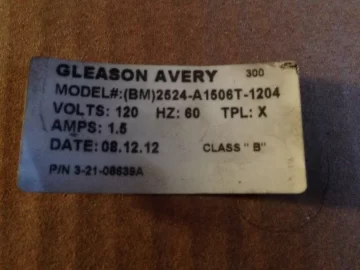 GLEASON AVERY 300
MODEL#:(BM)2524-A1506T-1204
VOLTS: 120 HZ: 60 TPL: X
AMPS: 1.5
DATE: 08.12.12 CLASS " B"
P/N 3-21-08639A